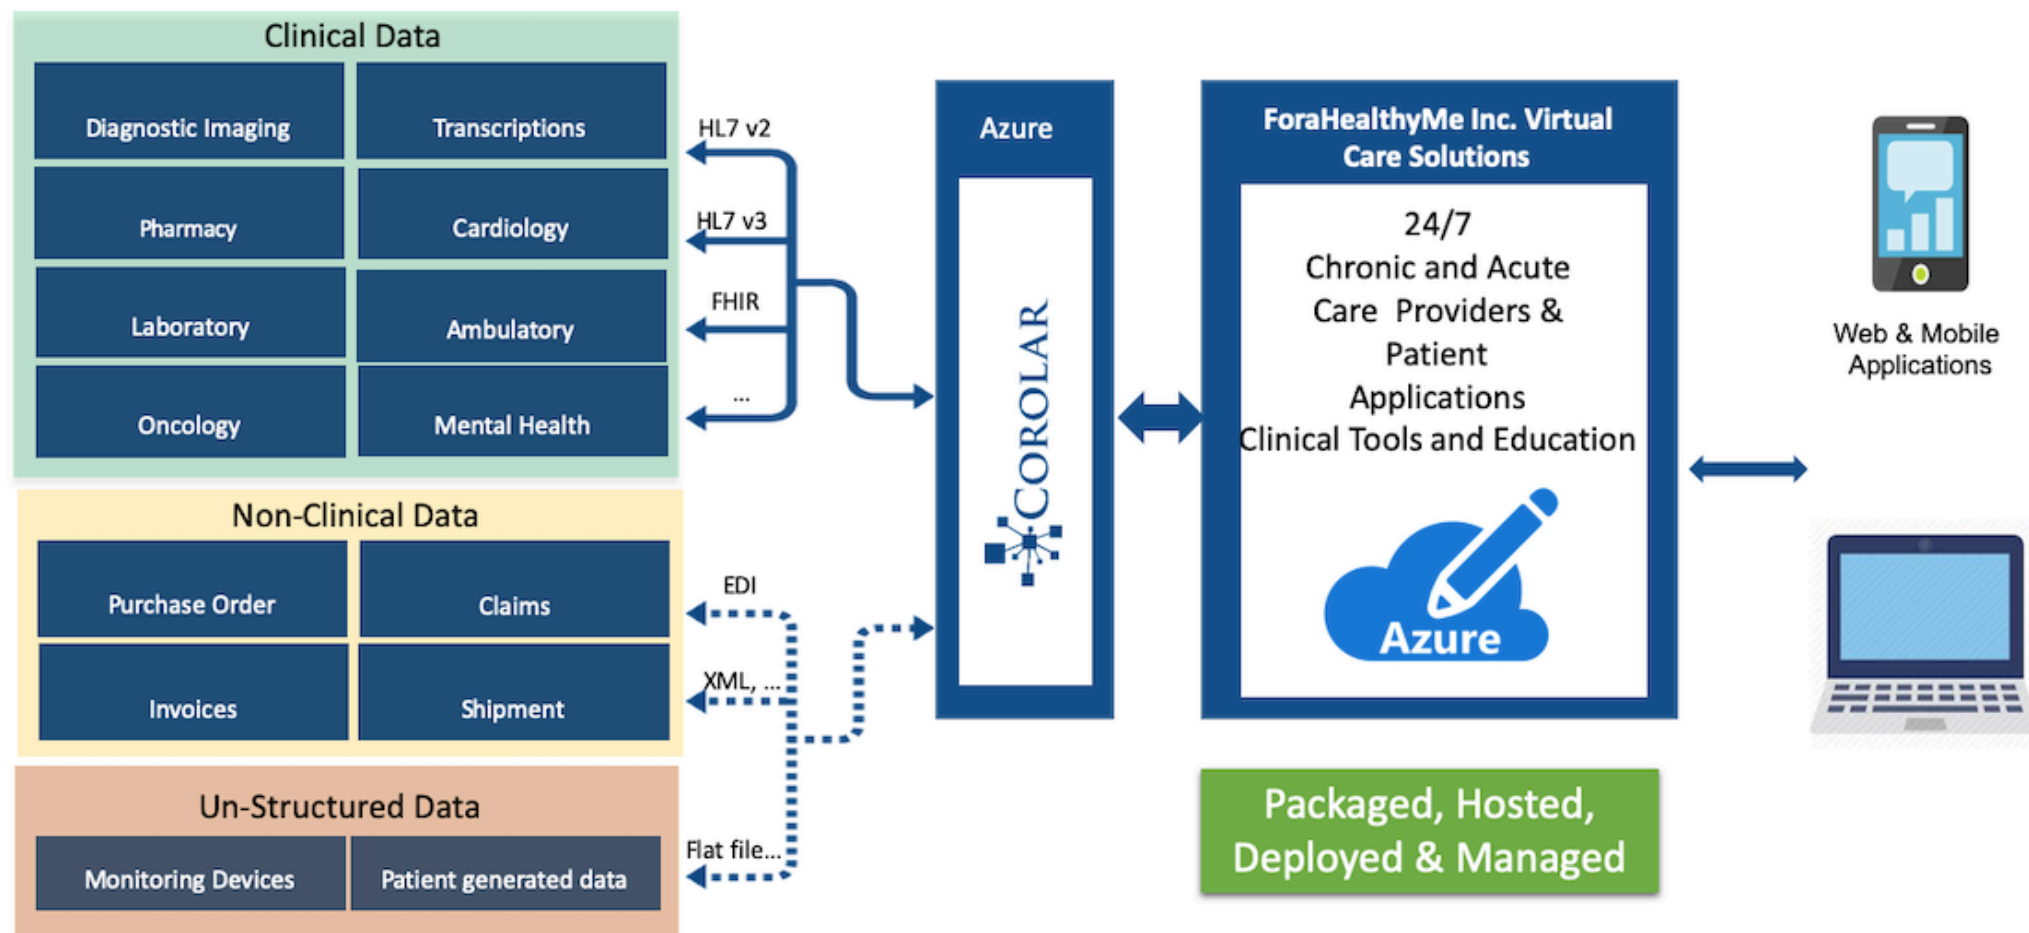 Clinical Data
Diagnostic Imaging
Transcriptions
Pharmacy
Cardiology
Laboratory
Ambulatory
Oncology
Mental Health
Non-Clinical Data
Purchase Order
Claims
Invoices
Shipment
Un-Structured Data
Monitoring Devices
Patient generated data
HL7 v2
HL7 v3
FHIR
...
EDI
XML, ...
Flat file...
Azure
COROLAR
ForaHealthyMe Inc. Virtual
Care Solutions
24/7
Chronic and Acute
Care Providers &
Patient
Applications
Clinical Tools and Education
Azure
Packaged, Hosted,
Deployed & Managed
Web & Mobile
Applications